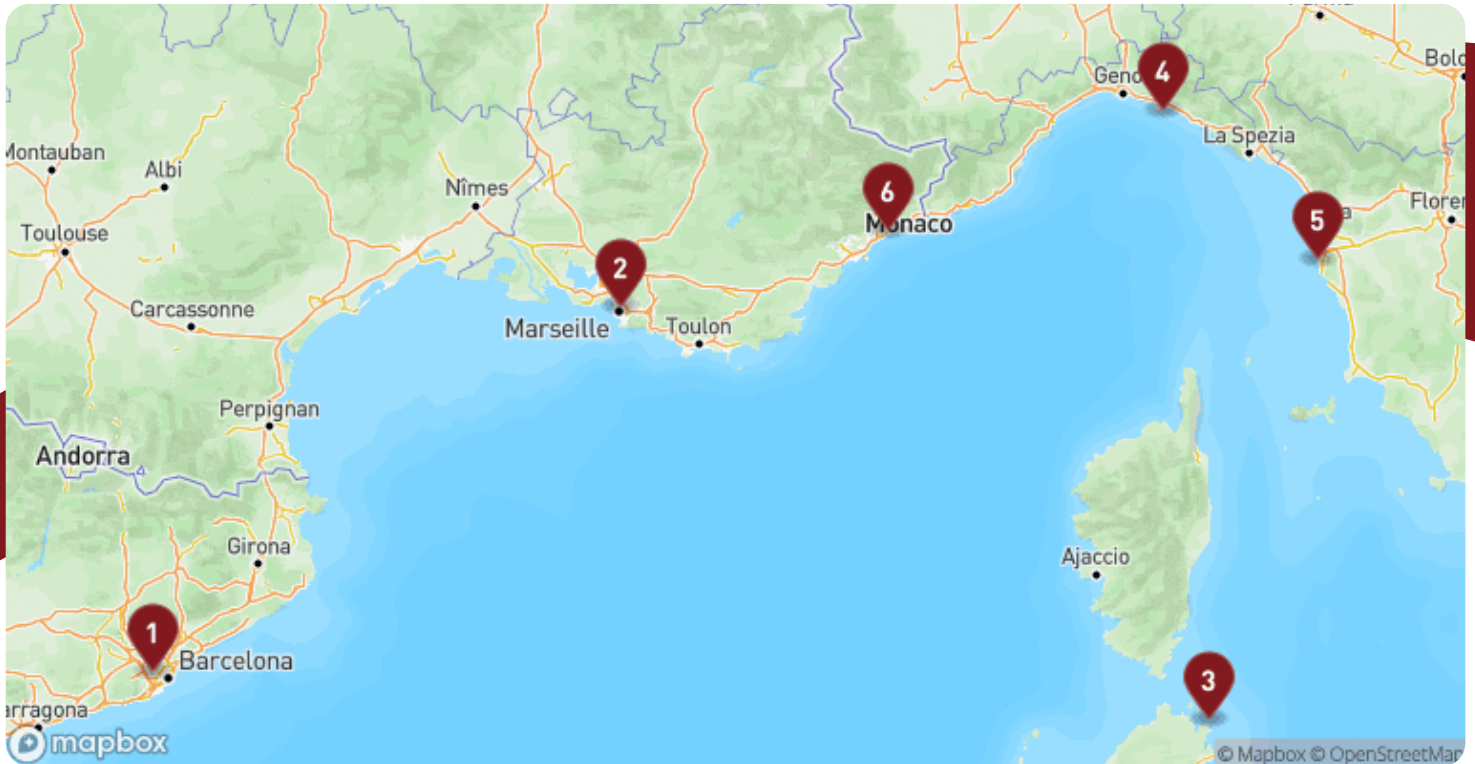 Parma
Bolo
Geno
4
La Spezia
Montauban
Albi
Nîmes
6
Monaco
a
Floren
5
Toulouse
2
Carcassonne
Marseille
Toulon
Perpignan
Andorra
Girona
Ajaccio
1
Barcelona
3
arragona
mapbox
© Mapbox © OpenStreetMap